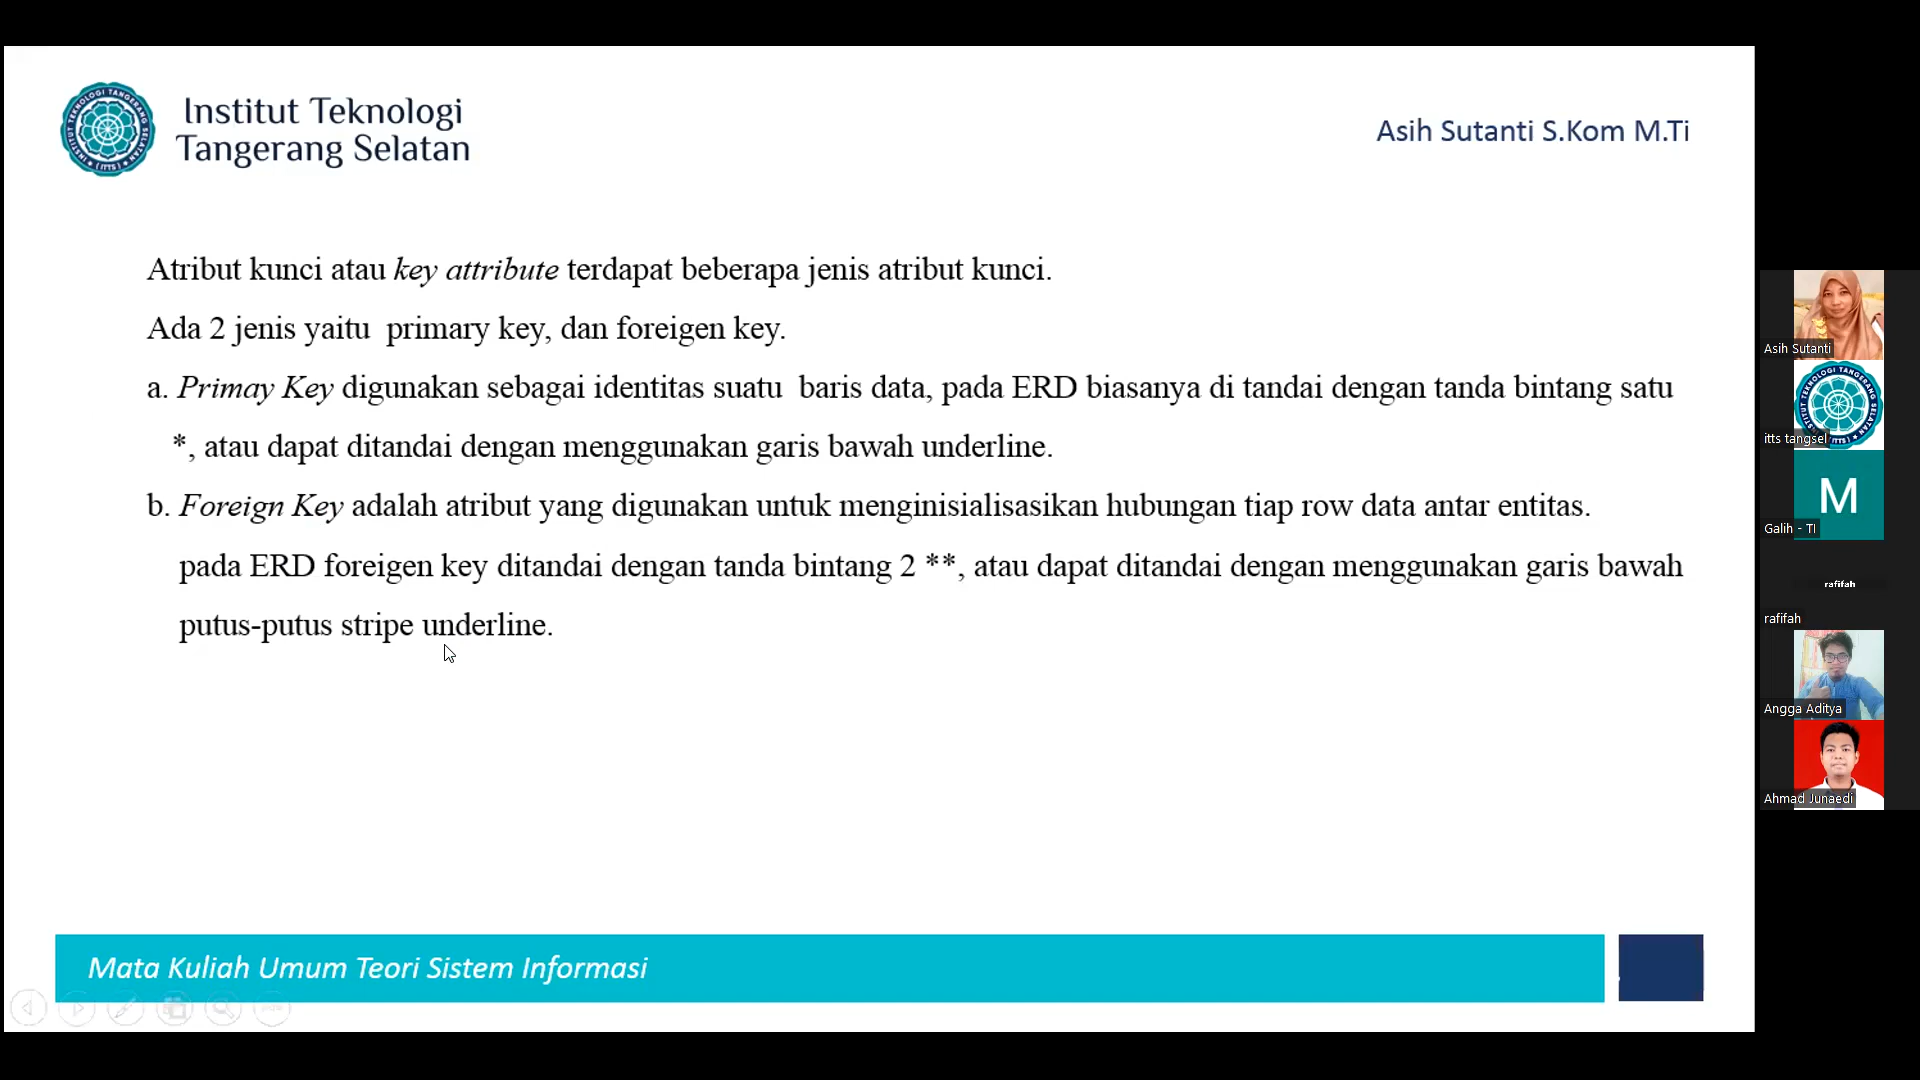 Institut Teknologi
Tangerang Selatan
Asih Sutanti S.Kom M.Ti
Atribut kunci atau key attribute terdapat beberapa jenis atribut kunci.
Ada 2 jenis yaitu  primary key, dan foreigen key.
a. Primay Key digunakan sebagai identitas suatu  baris data, pada ERD biasanya di tandai dengan tanda bintang satu
*, atau dapat ditandai dengan menggunakan garis bawah underline.
b. Foreign Key adalah atribut yang digunakan untuk menginisialisasikan hubungan tiap row data antar entitas.
pada ERD foreigen key ditandai dengan tanda bintang 2 **, atau dapat ditandai dengan menggunakan garis bawah
putus-putus stripe underline.
Mata Kuliah Umum Teori Sistem Informasi
Asih Sutanti
itts tangsel
M
Galih - TI
rafifah
rafifah
Angga Aditya
Ahmad Junaedi